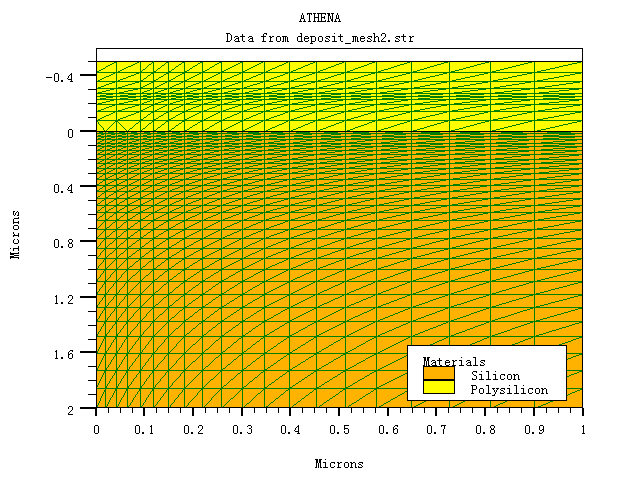 ATHENA
Data from deposit_mesh2.str
-0.4
0
0.4
0.8
1.2
1.6
2
Microns
Materials
Silicon
Polysilicon
0 0.1 0.2 0.3 0.4 0.5 0.6 0.7 0.8 0.9 1
Microns